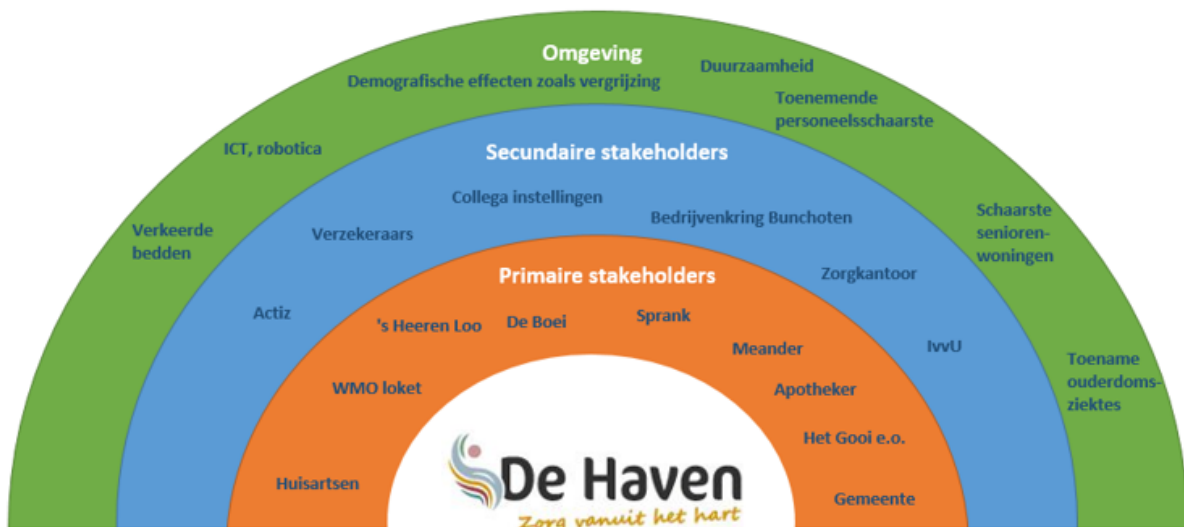 Omgeving
Demografische effecten zoals vergrijzing
Duurzaamheid
Toenemende
personeelsschaarste
ICT, robotica
Verkeerde
bedden
Schaarste
senioren-
woningen
Toename
ouderdoms-
ziektes
Secundaire stakeholders
Collega instellingen
Bedrijvenkring Bunchoten
Verzekeraars
Zorgkantoor
Actiz
IvvU
Primaire stakeholders
's Heeren Loo
De Boei
Sprank
Meander
WMO loket
Apotheker
Het Gooi e.o.
Huisartsen
Gemeente
De Haven
Zorg vanuit het hart